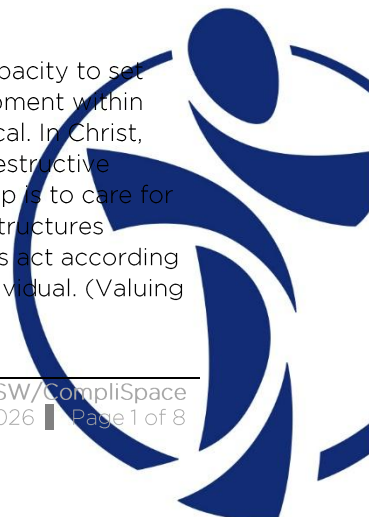 pacity to set
pment within
cal. In Christ,
estructive
p is to care for
tructures
s act according
vidual. (Valuing
SW/CompliSpace
026 ▌ Page 1 of 8